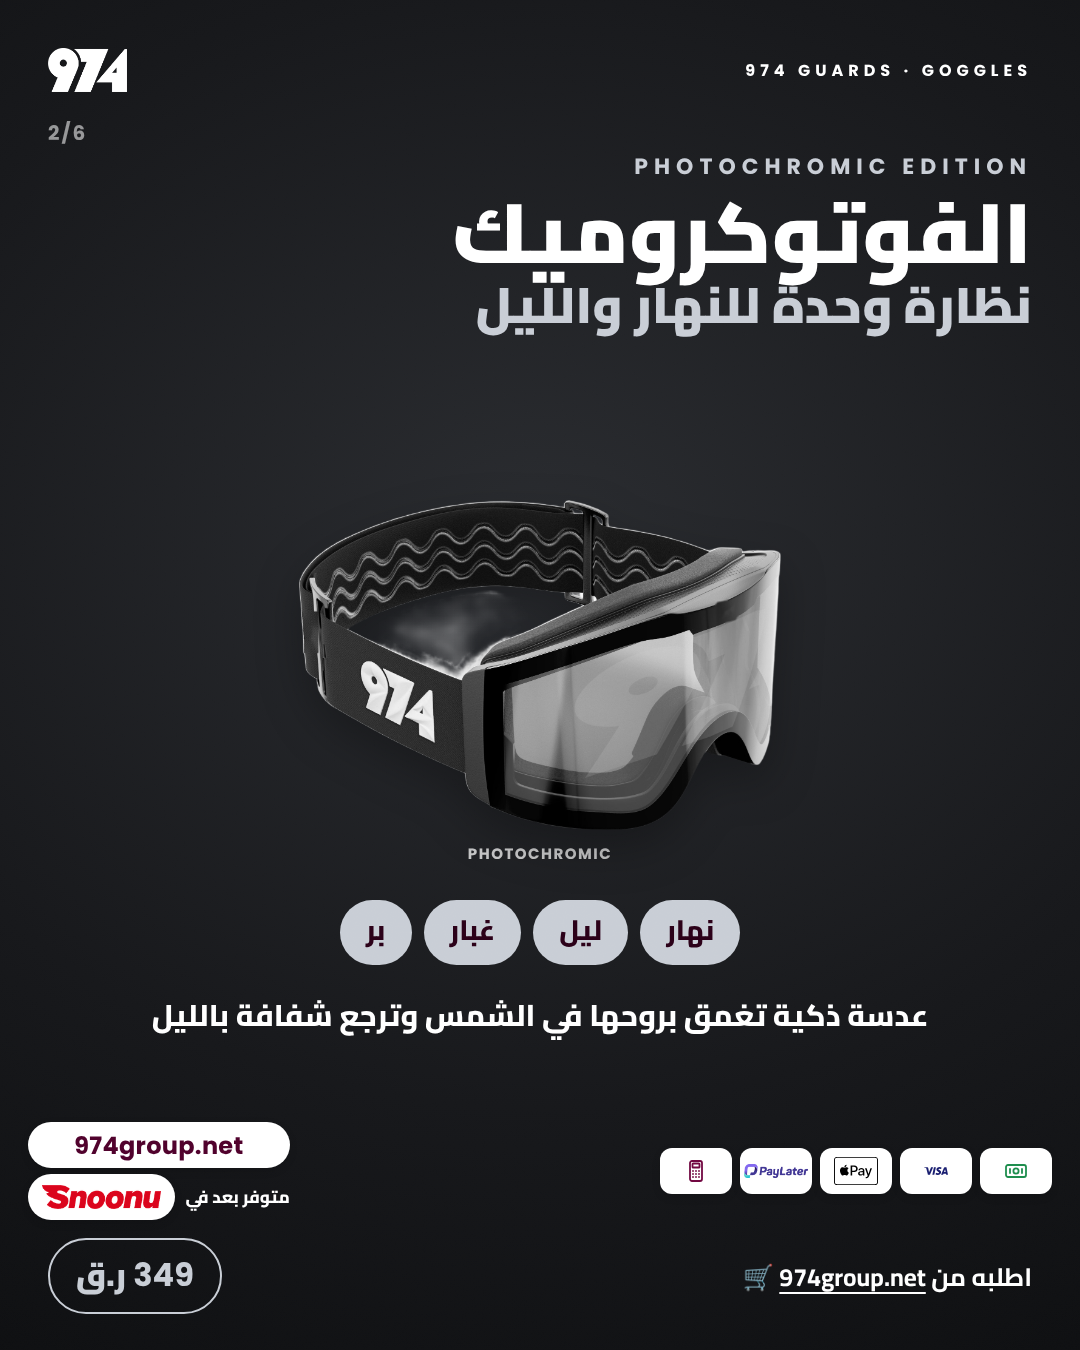 974
974 GUARDS · GOGGLES
2/6
PHOTOCHROMIC EDITION
الفوتوكروميك
نظارة وحدة للنهار والليل
974
PHOTOCHROMIC
نهار
ليل
غبار
بر
عدسة ذكية تغمق بروحها في الشمس وترجع شفافة بالليل
974group.net
متوفر بعد في Snoonu
PayLater
Pay
VISA
349 ر.ق
اطلبه من 974group.net 🛒